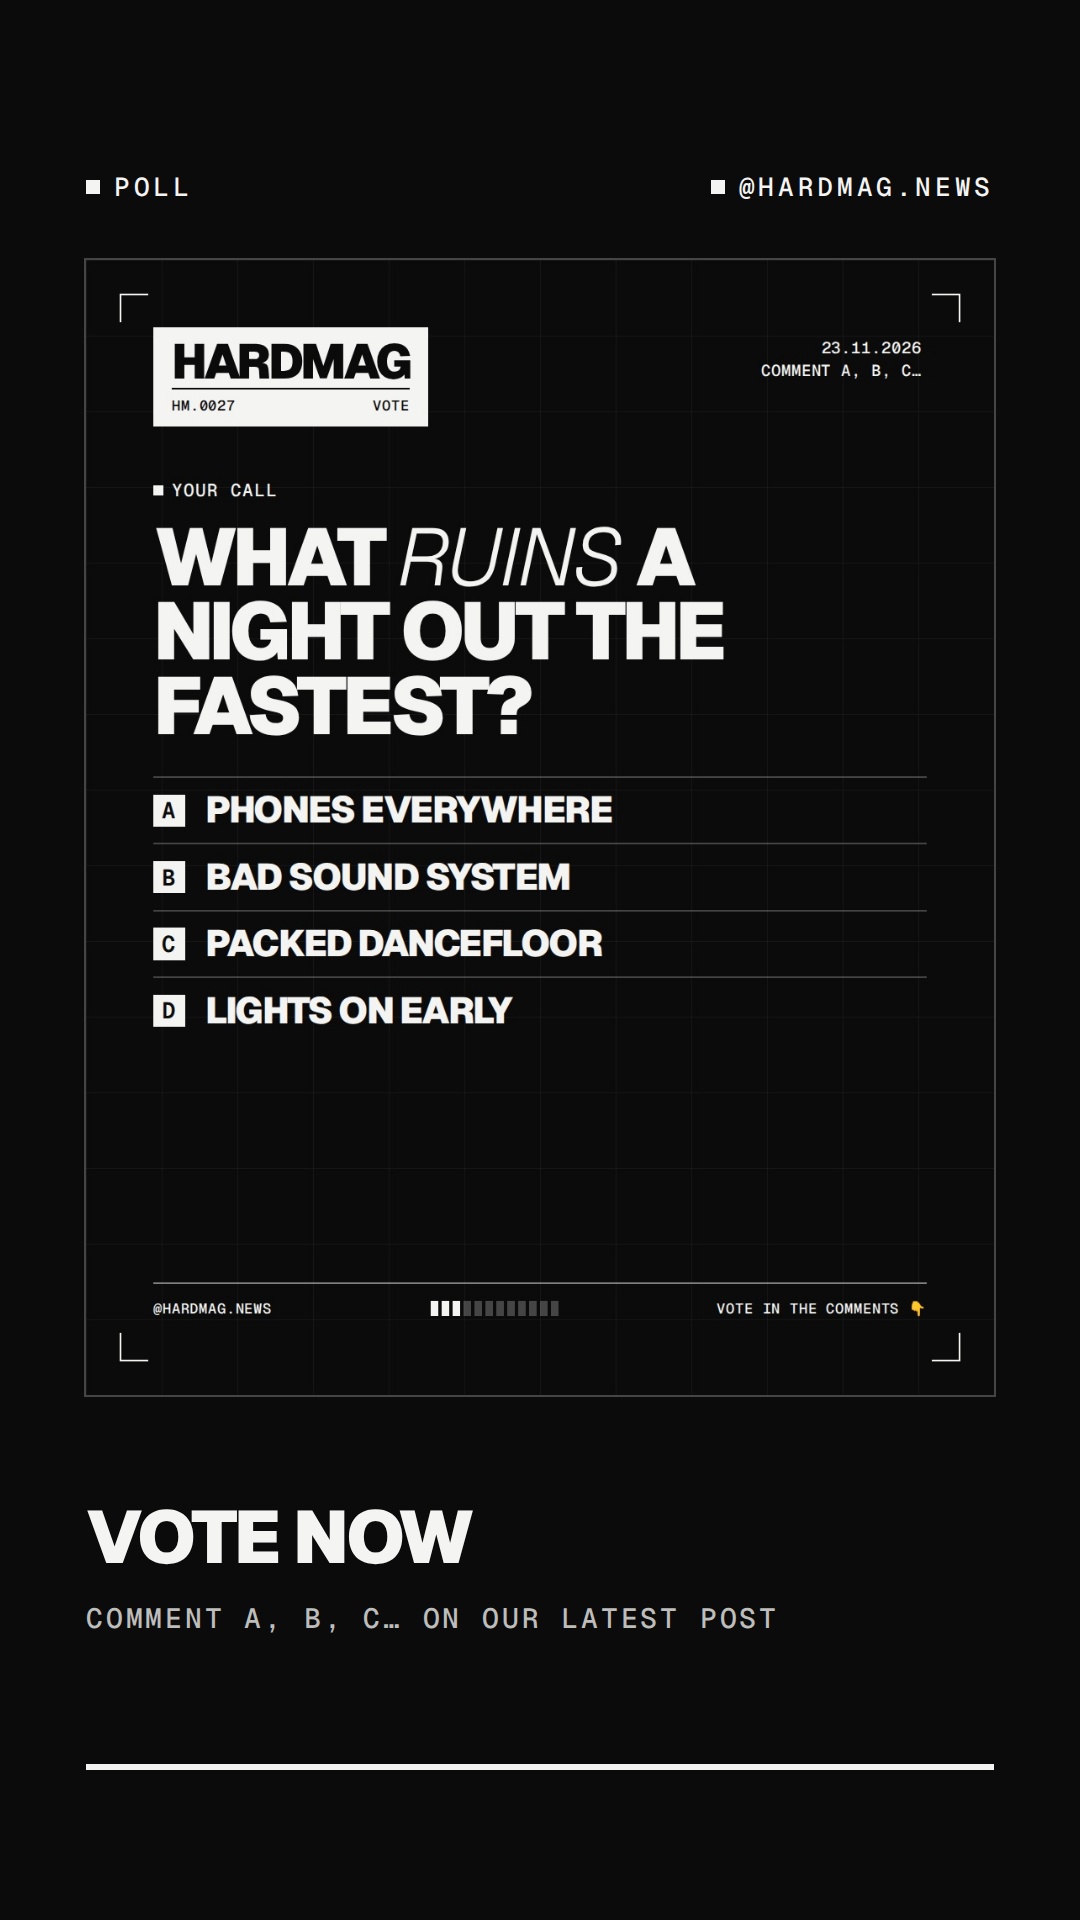 POLL
@HARDMAG.NEWS
HARDMAG
HM.0027 VOTE
23.11.2026
COMMENT A, B, C…
YOUR CALL
WHAT RUINS A
NIGHT OUT THE
FASTEST?
A PHONES EVERYWHERE
B BAD SOUND SYSTEM
C PACKED DANCEFLOOR
D LIGHTS ON EARLY
@HARDMAG.NEWS
VOTE IN THE COMMENTS 👇
VOTE NOW
COMMENT A, B, C… ON OUR LATEST POST